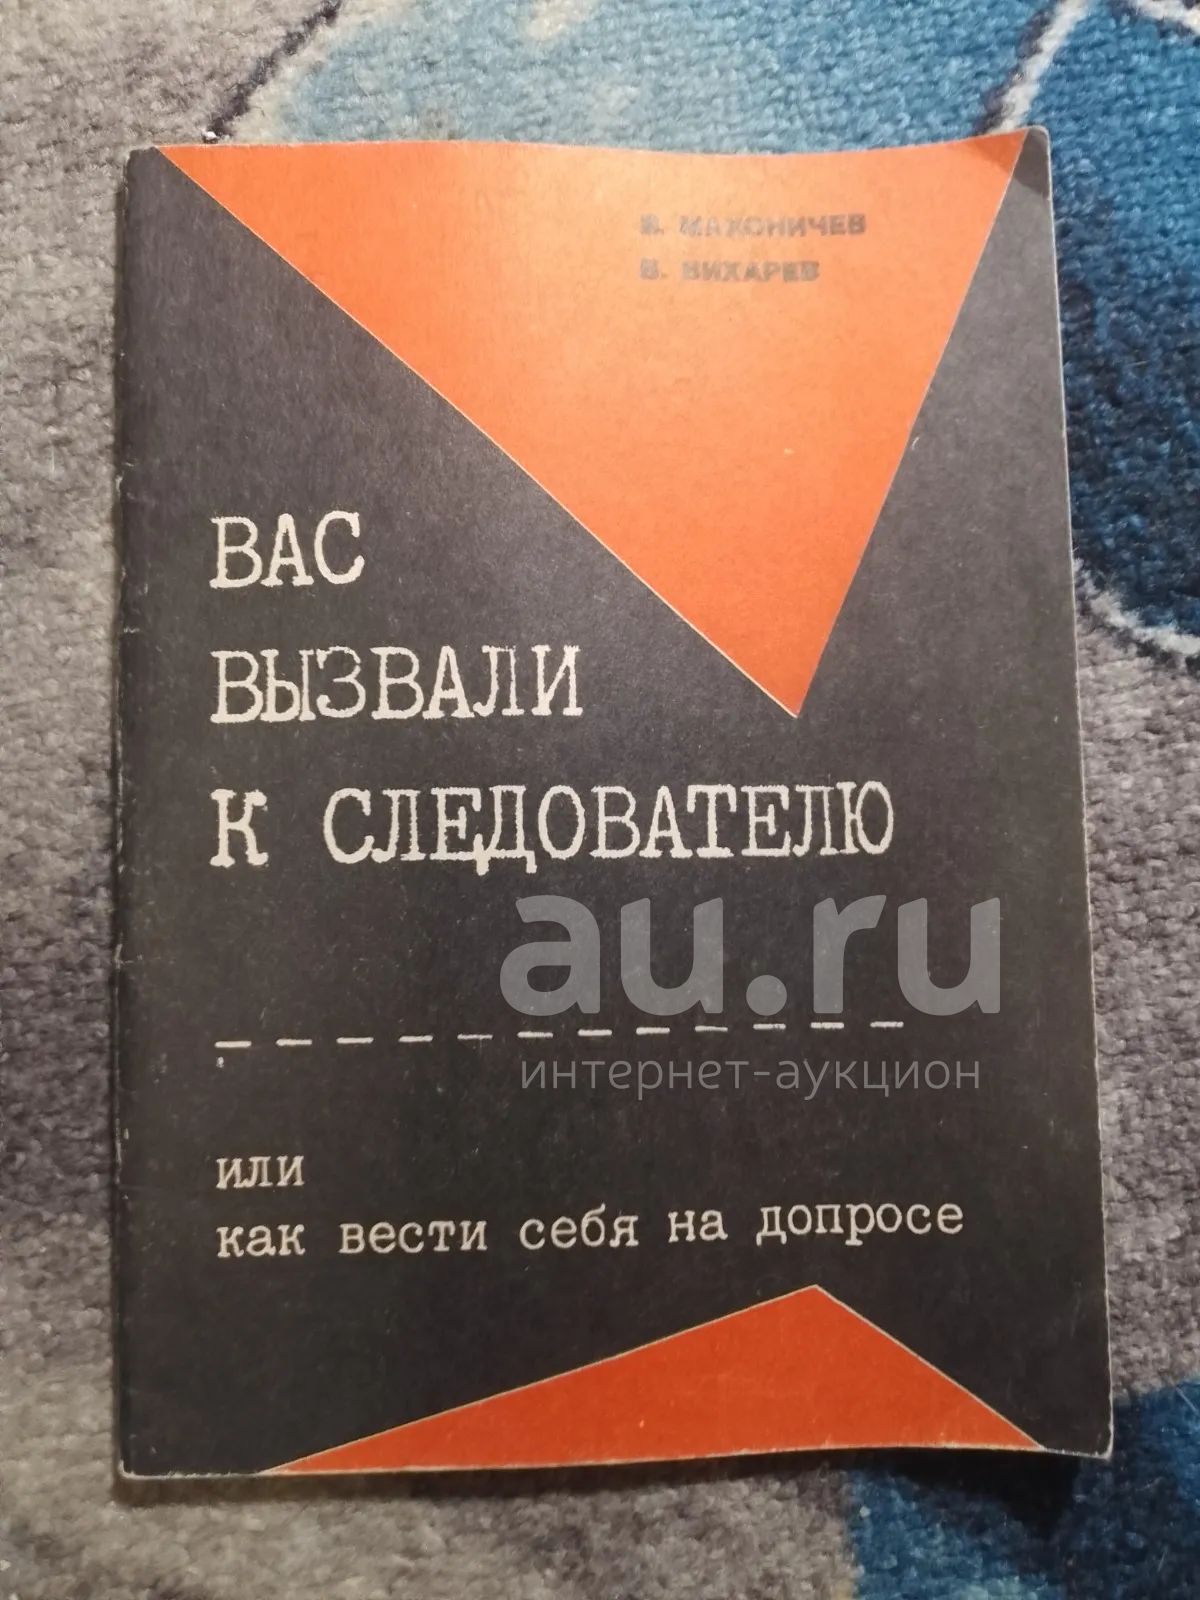 В. МАХОНИЧЕВ
В. ВИХАРЕВ
ВАС
ВЫЗВАЛИ
К СЛЕДОВАТЕЛЮ
au.ru
интернет-аукцион
или
как вести себя на допросе